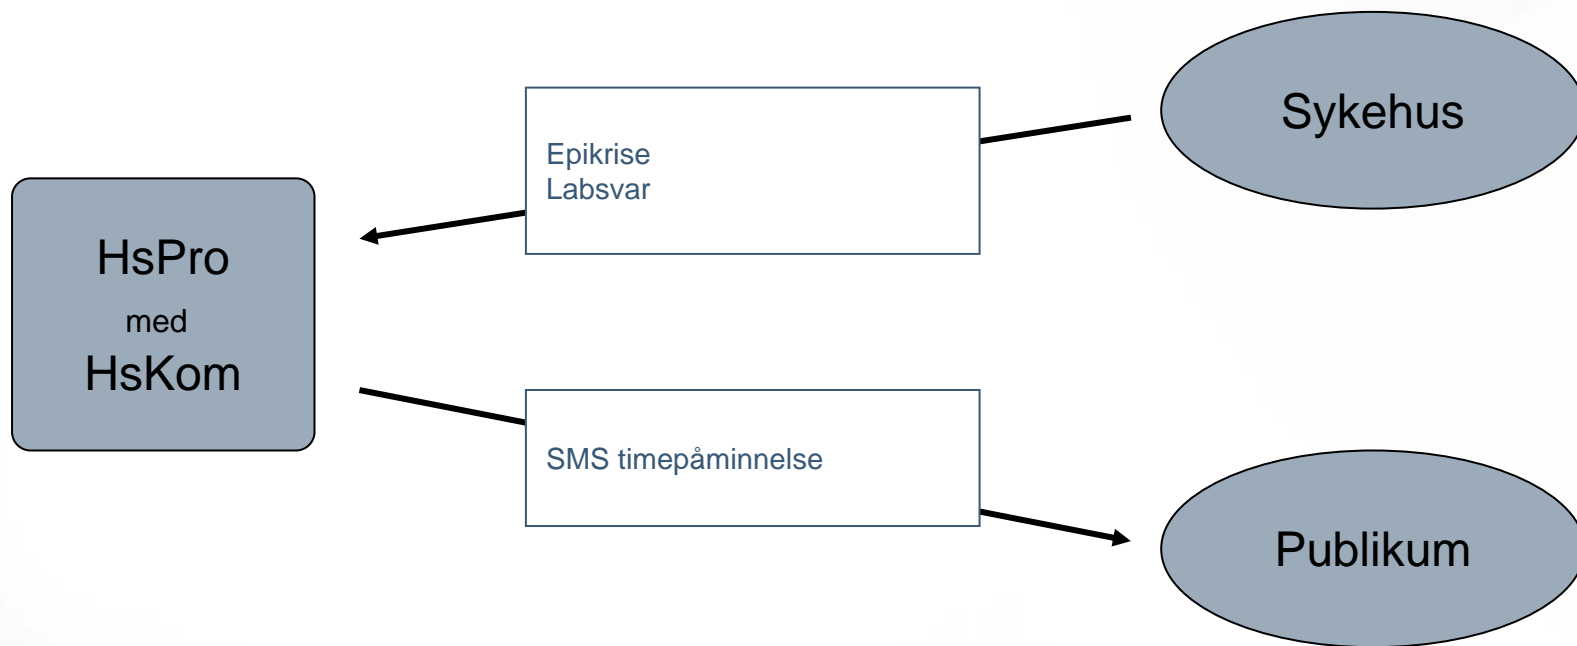 HsPro
med
HsKom
Epikrise
Labsvar
SMS timepåminnelse
Sykehus
Publikum